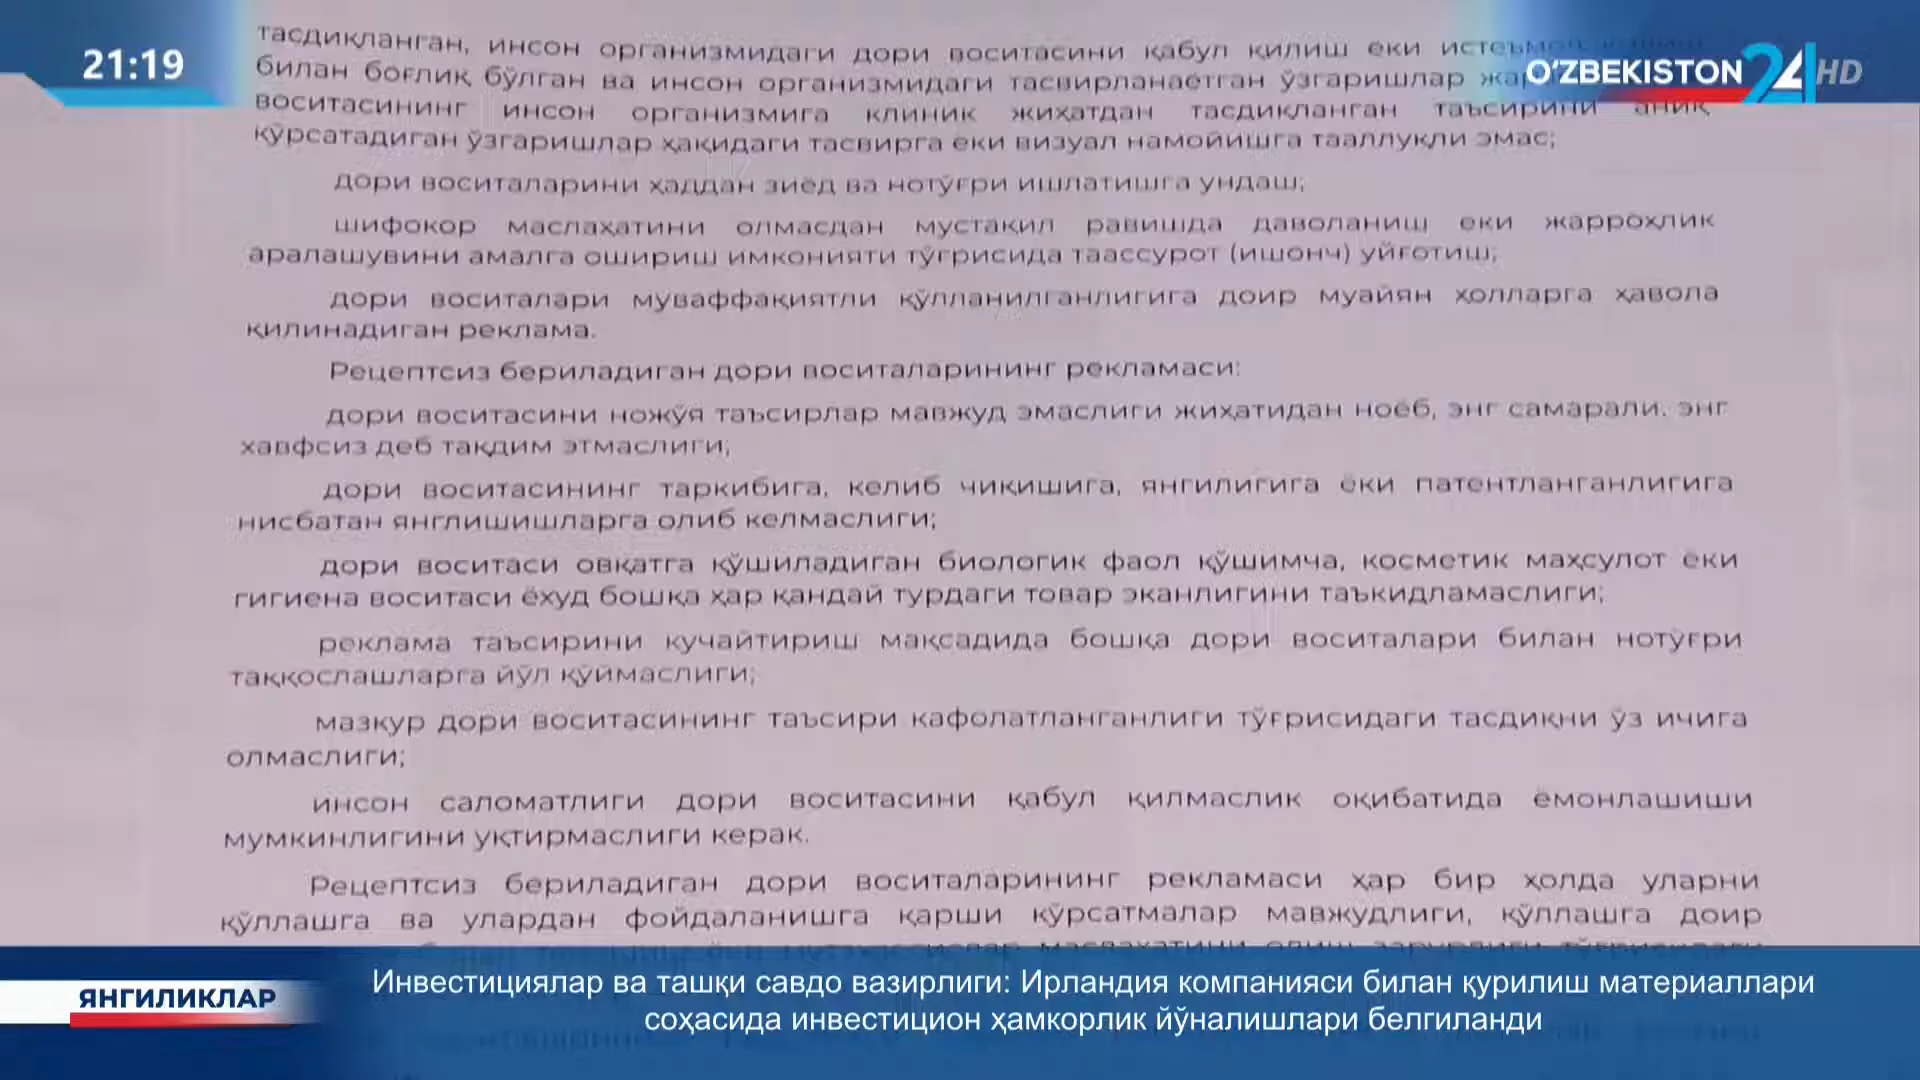 21:19
O'ZBEKISTON 24 HD
тасдиқланган, инсон организмидаги дори воситасини қабул қилиш ёки
билан боғлиқ бўлган ва инсон организмидаги тасвирланаётган ўзгаришлар
воситасининг инсон организмига клиник жиҳатдан тасдиқланган таъсирини аниқ
кўрсатадиган ўзгаришлар ҳақидаги тасвирга ёки визуал намойишга тааллуқли эмас;
дори воситаларини ҳаддан зиёд ва нотўғри ишлатишга ундаш;
шифокор маслаҳатини олмасдан мустақил равишда даволаниш ёки жарроҳлик
аралашувини амалга ошириш имконияти тўғрисида таассурот (ишонч) уйғотиш;
дори воситалари муваффақиятли қўлланилганлигига доир муайян ҳолларга ҳавола
қилинадиган реклама.
Рецептсиз бериладиган дори воситаларининг рекламаси:
дори воситасини ножўя таъсирлар мавжуд эмаслиги жиҳатидан ноёб, энг самарали, энг
хавфсиз деб тақдим этмаслиги;
дори воситасининг таркибига, келиб чиқишига, янгилигига ёки патентланганлигига
нисбатан янглишишларга олиб келмаслиги;
дори воситаси овқатга қўшиладиган биологик фаол қўшимча, косметик маҳсулот ёки
гигиена воситаси ёхуд бошқа ҳар қандай турдаги товар эканлигини таъкидламаслиги;
реклама таъсирини кучайтириш мақсадида бошқа дори воситалари билан нотўғри
таққослашларга йўл қўймаслиги;
мазкур дори воситасининг таъсири кафолатланганлиги тўғрисидаги тасдиқни ўз ичига
олмаслиги;
инсон саломатлиги дори воситасини қабул қилмаслик оқибатида ёмонлашиши
мумкинлигини уқтирмаслиги керак.
Рецептсиз бериладиган дори воситаларининг рекламаси ҳар бир ҳолда уларни
қўллашга ва улардан фойдаланишга қарши кўрсатмалар мавжудлиги, қўллашга доир
ЯНГИЛИКЛАР
Инвестициялар ва ташқи савдо вазирлиги: Ирландия компанияси билан қурилиш материаллари
соҳасида инвестицион ҳамкорлик йўналишлари белгиланди